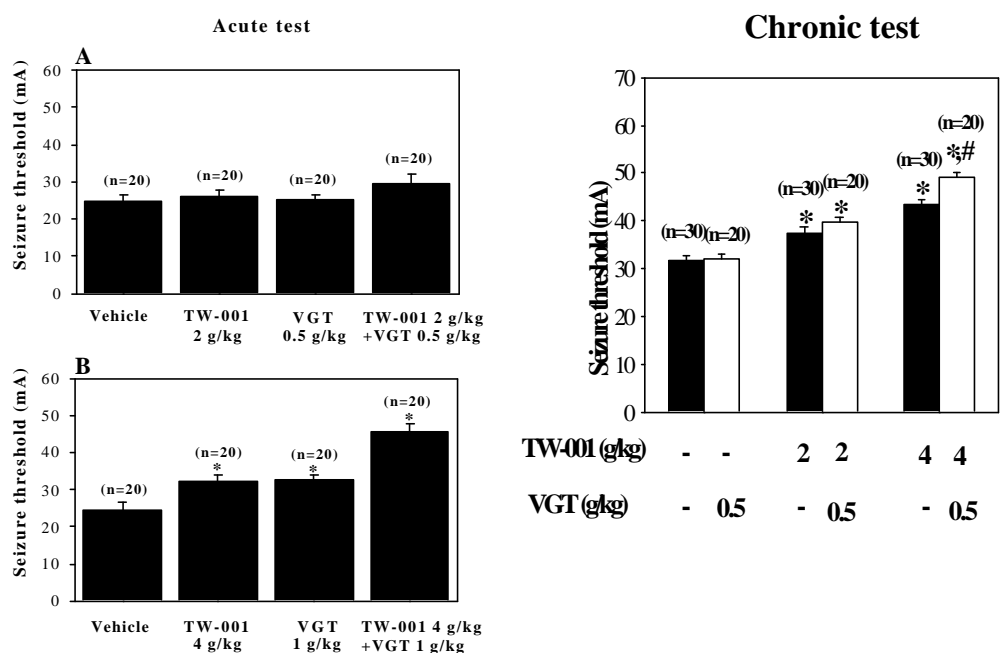 Acute test
A
Seizure threshold (mA)
60
50
40
30
20
10
0
(n=20)
(n=20)
(n=20)
(n=20)
Vehicle
TW-001
2 g/kg
VGT
0.5 g/kg
TW-001 2 g/kg
+VGT 0.5 g/kg
B
Seizure threshold (mA)
60
50
40
30
20
10
0
(n=20)
(n=20)
*
(n=20)
*
(n=20)
*
Vehicle
TW-001
4 g/kg
VGT
1 g/kg
TW-001 4 g/kg
+VGT 1 g/kg
Chronic test
Seizure threshold (mA)
70
60
50
40
30
20
10
0
(n=30)
(n=20)
(n=30)
*
(n=20)
*
(n=30)
*
(n=20)
*,#
TW-001 (g/kg) - - 2 2 4 4
VGT (g/kg) - 0.5 - 0.5 - 0.5